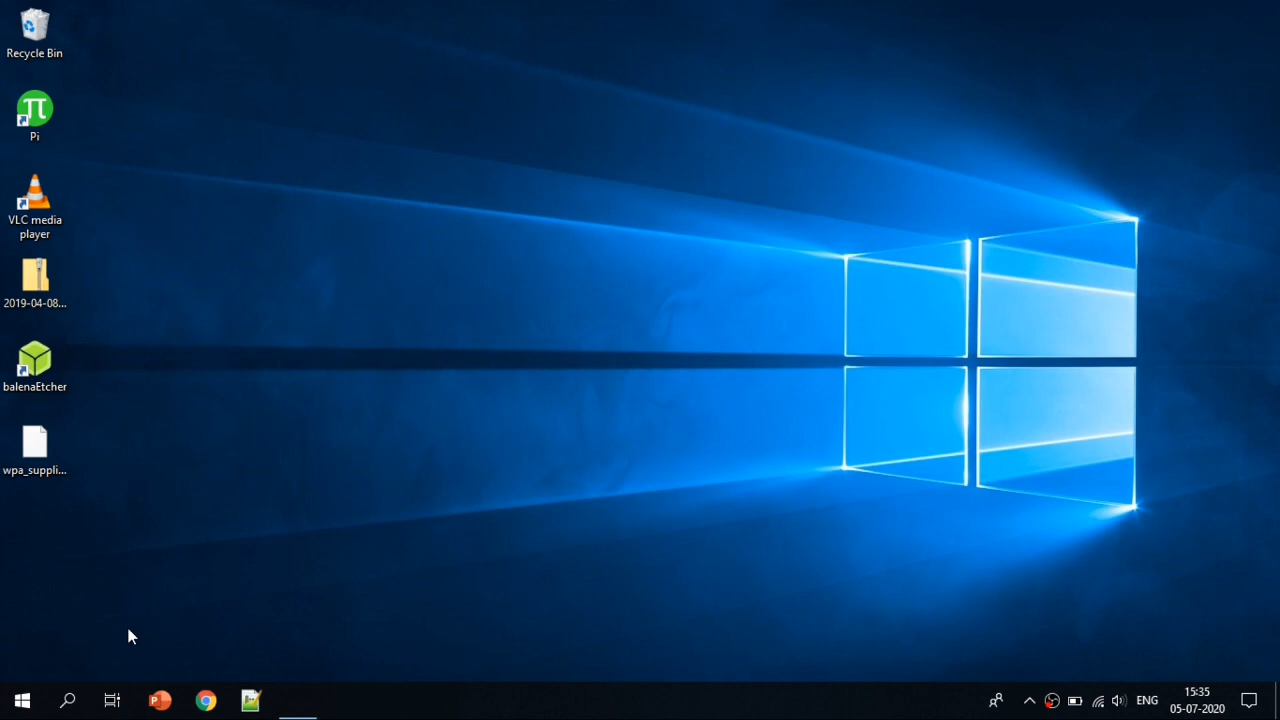 Recycle Bin
π
Pi
VLC media
player
2019-04-08...
balenaEtcher
wpa_suppli...
P
ENG
15:35
05-07-2020